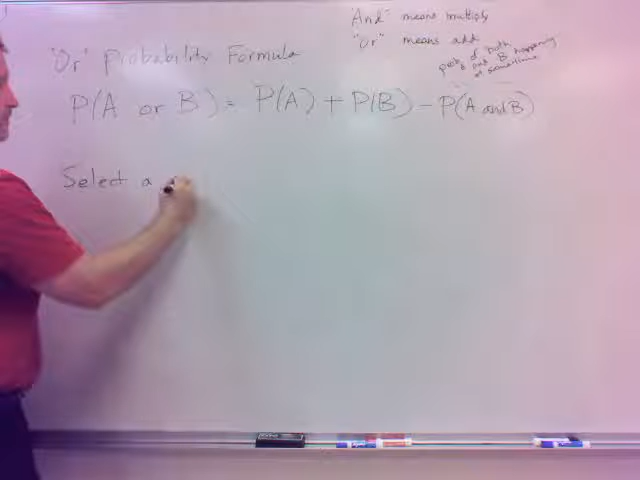 "And" means multiply
"Or" means add
"Or" probability Formula
prob of both
A and B happening
at same time
P(A or B) = P(A) + P(B) - P(A and B)
Select a